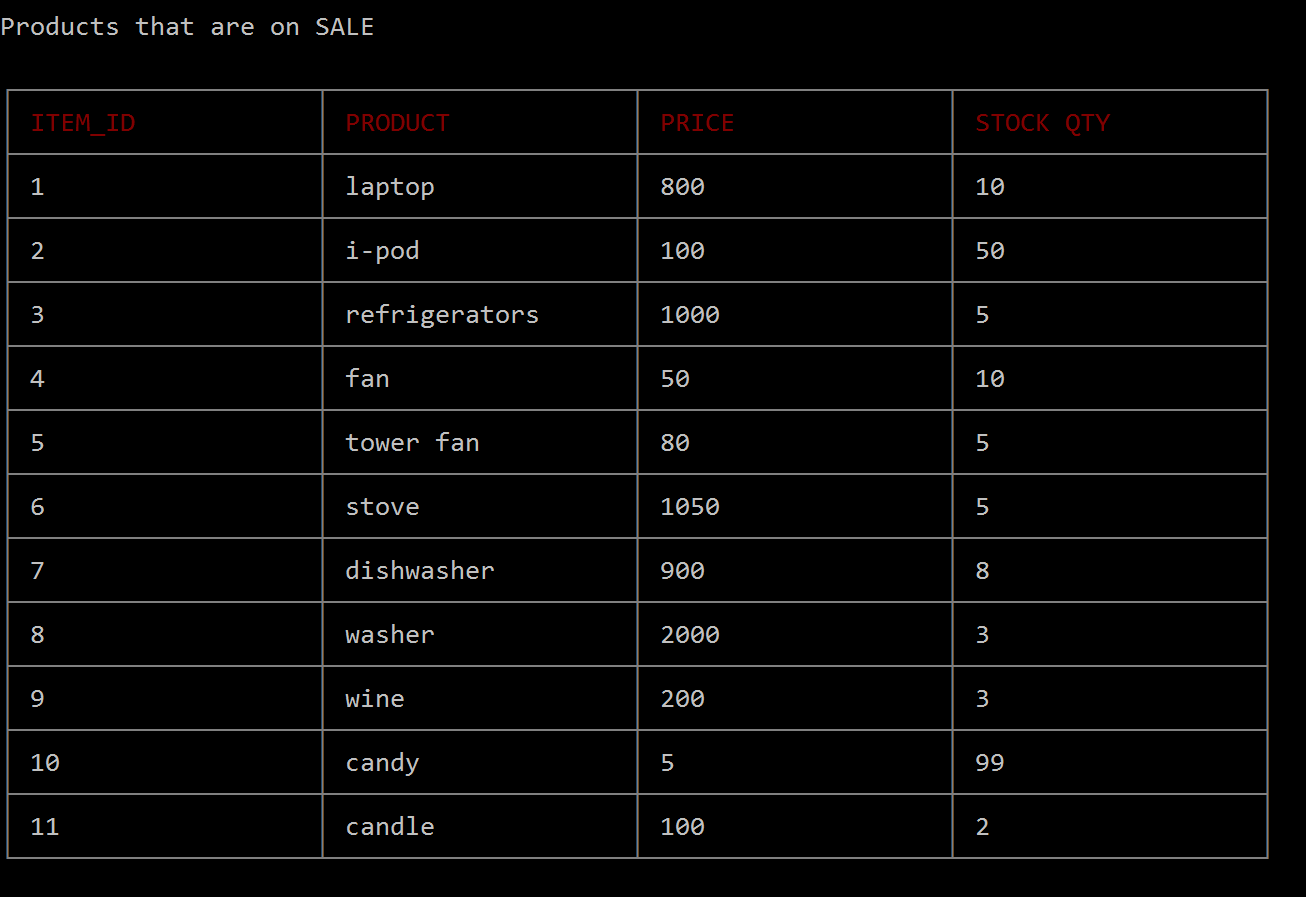 Products that are on SALE
ITEM_ID PRODUCT PRICE STOCK QTY
1 laptop 800 10
2 i-pod 100 50
3 refrigerators 1000 5
4 fan 50 10
5 tower fan 80 5
6 stove 1050 5
7 dishwasher 900 8
8 washer 2000 3
9 wine 200 3
10 candy 5 99
11 candle 100 2